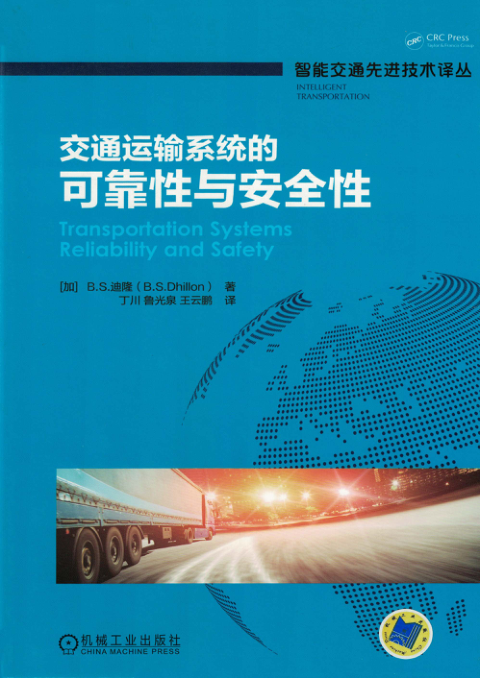 CRC Press
Taylor & Francis Group
智能交通先进技术译丛
INTELLIGENT
TRANSPORTATION
交通运输系统的
可靠性与安全性
Transportation Systems
Reliability and Safety
[加] B.S.迪隆(B.S.Dhillon) 著
丁川 鲁光泉 王云鹏 译
机械工业出版社
CHINA MACHINE PRESS